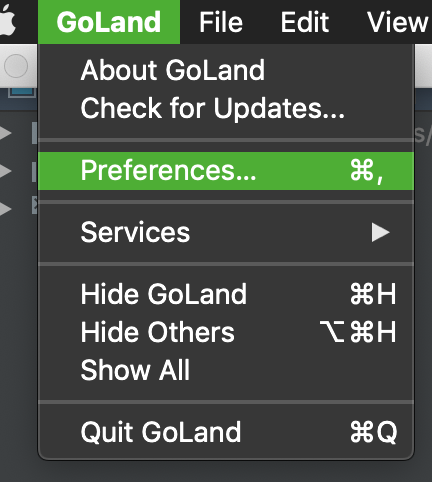 GoLand File Edit View
About GoLand
Check for Updates...
Preferences... ⌘,
Services ▶
Hide GoLand ⌘H
Hide Others ⌥⌘H
Show All
Quit GoLand ⌘Q